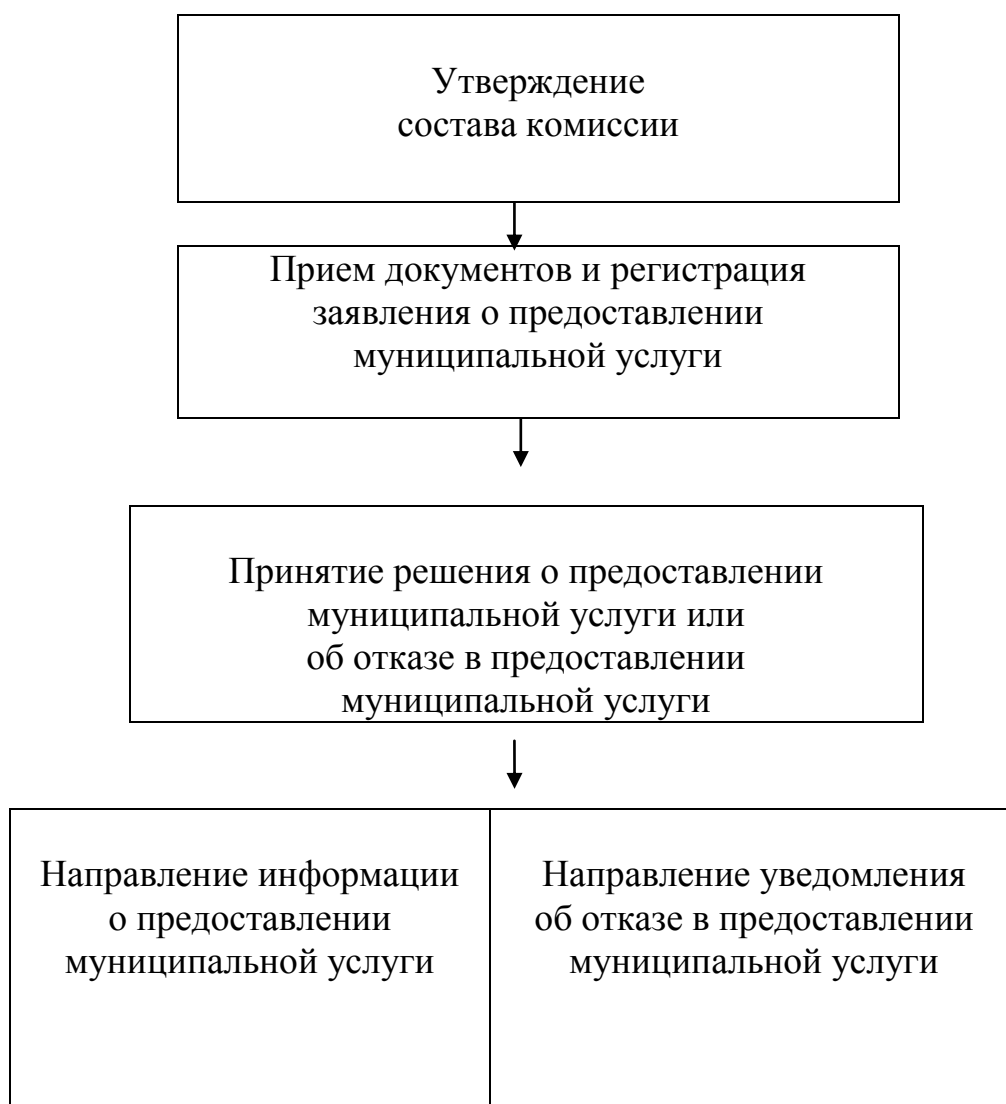 Утверждение
состава комиссии
Прием документов и регистрация
заявления о предоставлении
муниципальной услуги
Принятие решения о предоставлении
муниципальной услуги или
об отказе в предоставлении
муниципальной услуги
Направление информации
о предоставлении
муниципальной услуги
Направление уведомления
об отказе в предоставлении
муниципальной услуги